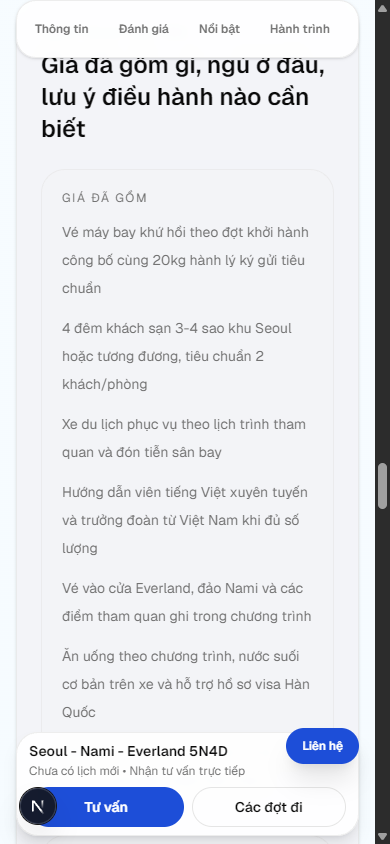 Thông tin
Đánh giá
Nổi bật
Hành trình
Giá đã gồm gì, ngủ ở đâu,
lưu ý điều hành nào cần
biết
GIÁ ĐÃ GỒM
Vé máy bay khứ hồi theo đợt khởi hành
công bố cùng 20kg hành lý ký gửi tiêu
chuẩn
4 đêm khách sạn 3-4 sao khu Seoul
hoặc tương đương, tiêu chuẩn 2
khách/phòng
Xe du lịch phục vụ theo lịch trình tham
quan và đón tiễn sân bay
Hướng dẫn viên tiếng Việt xuyên tuyến
và trưởng đoàn từ Việt Nam khi đủ số
lượng
Vé vào cửa Everland, đảo Nami và các
điểm tham quan ghi trong chương trình
Ăn uống theo chương trình, nước suối
cơ bản trên xe và hỗ trợ hồ sơ visa Hàn
Quốc
Seoul - Nami - Everland 5N4D
Liên hệ
Chưa có lịch mới • Nhận tư vấn trực tiếp
N
Tư vấn
Các đợt đi